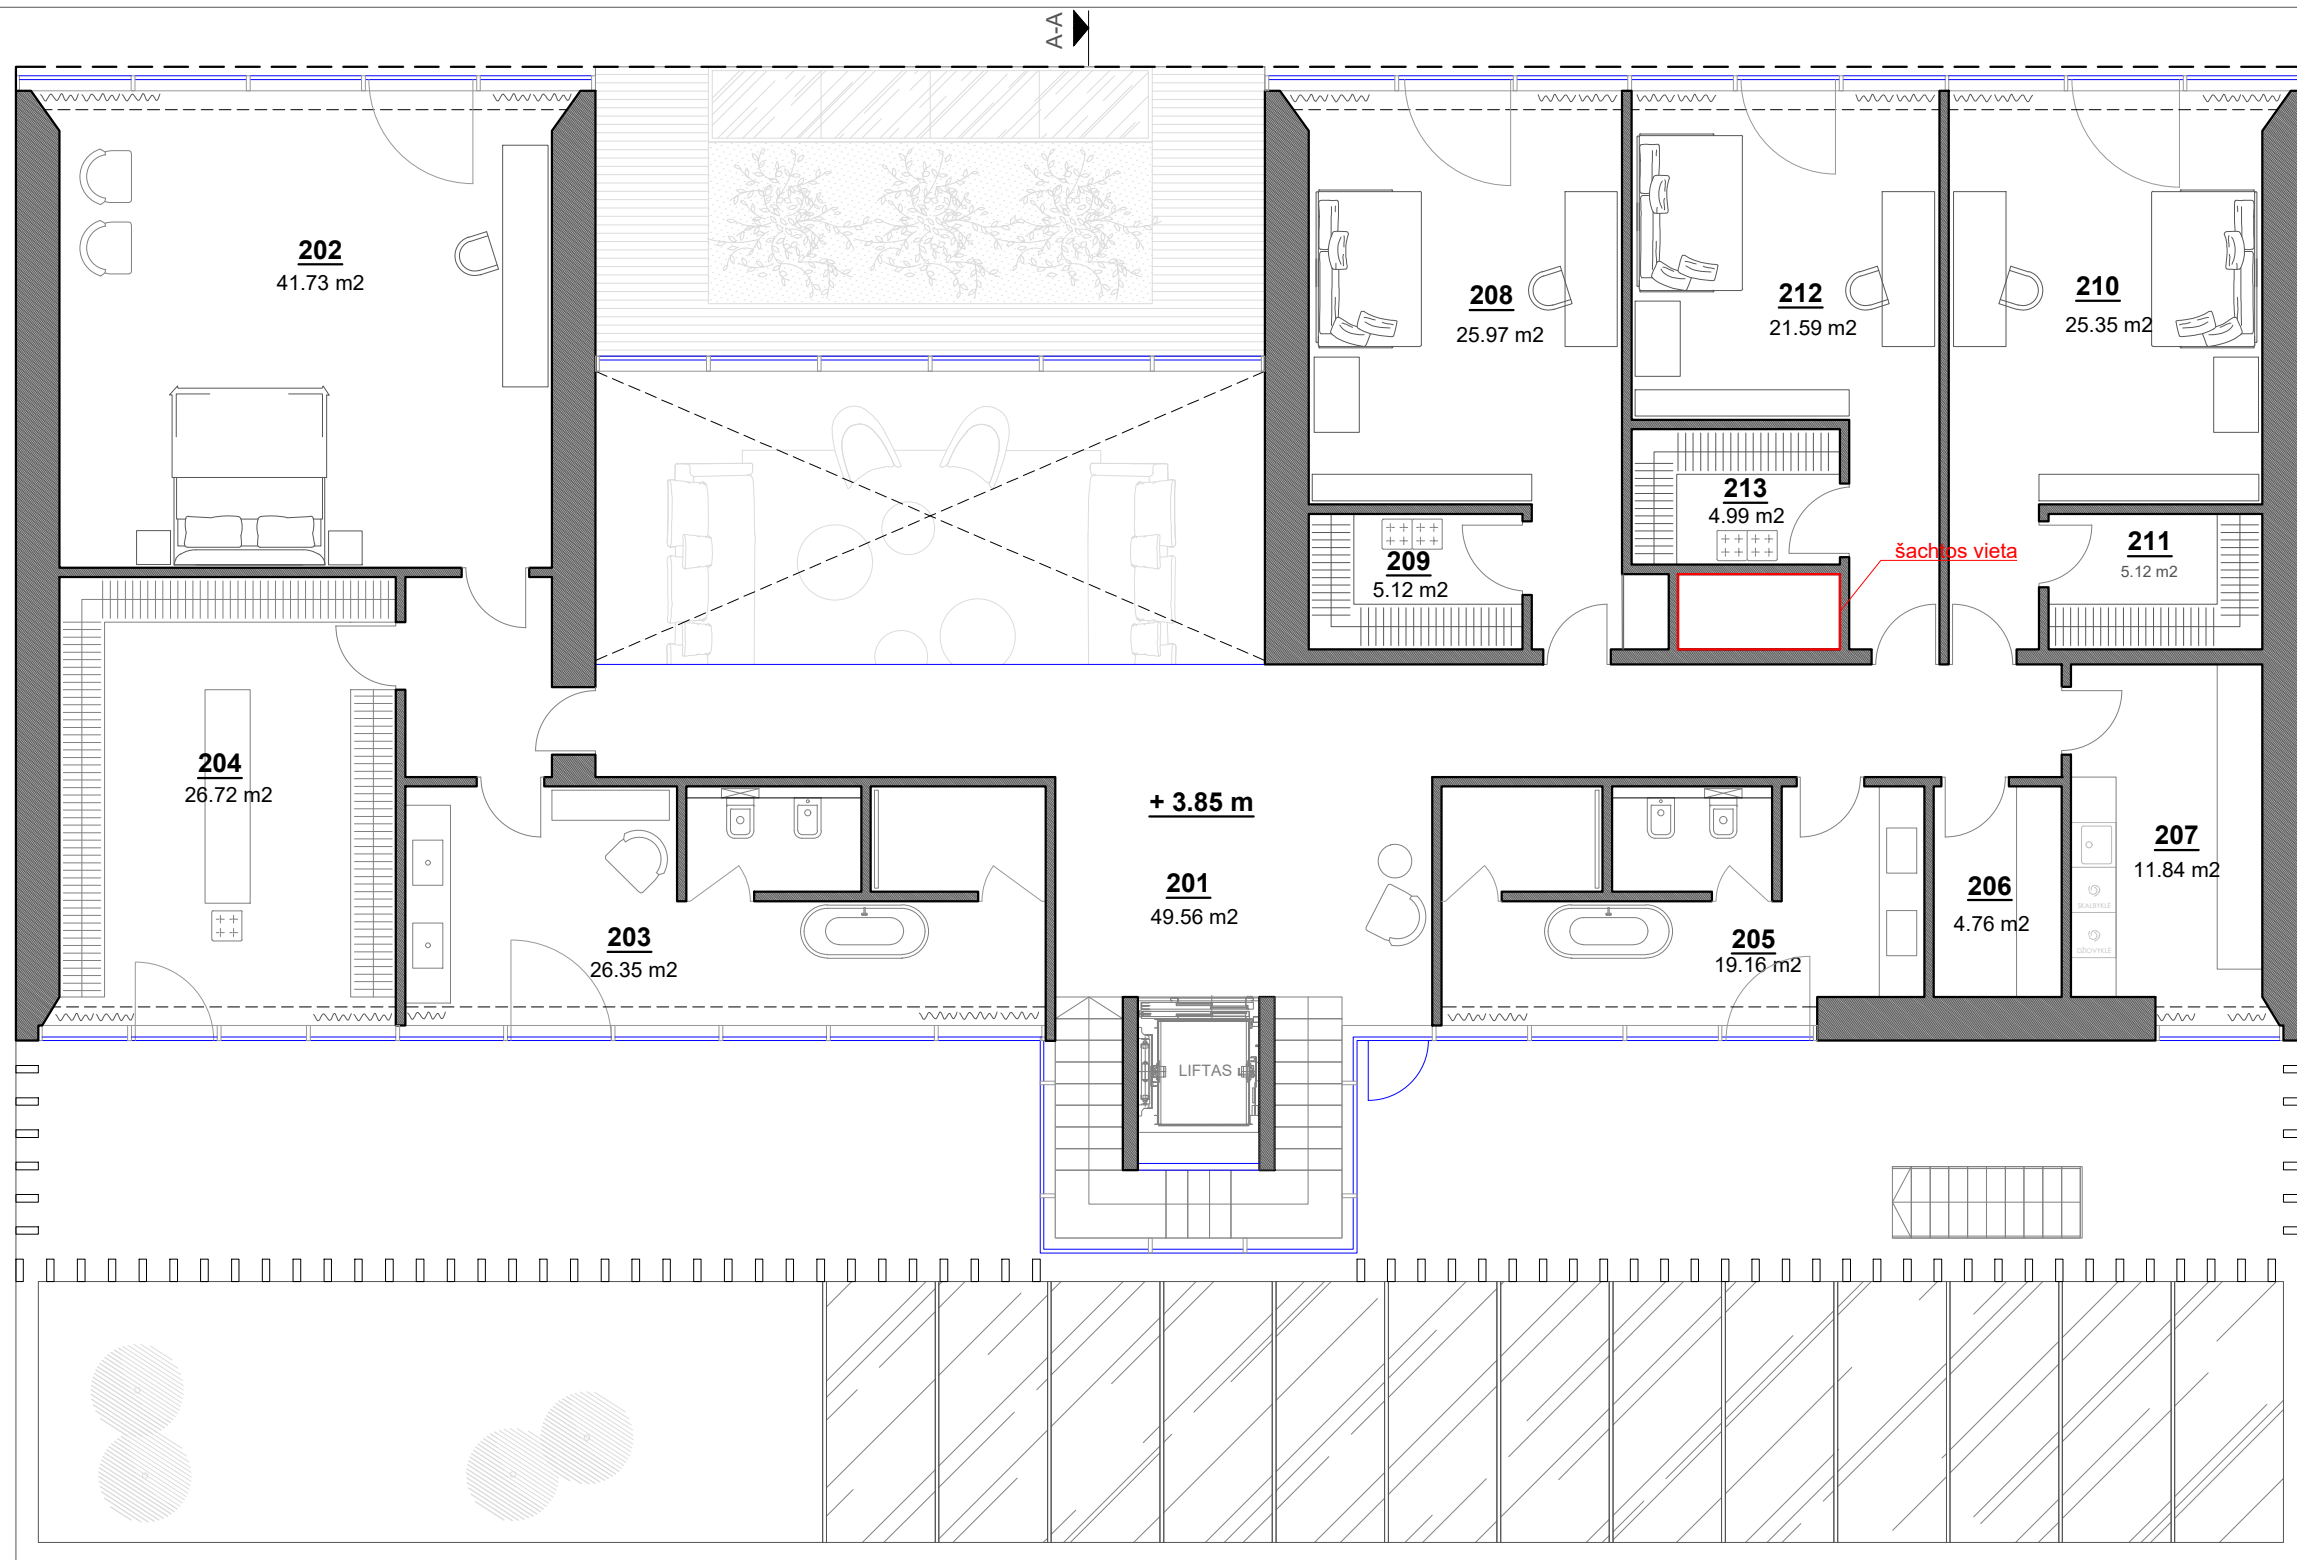 A-A
202
41.73 m2
208
25.97 m2
212
21.59 m2
210
25.35 m2
213
4.99 m2
209
5.12 m2
šachtos vieta
211
5.12 m2
204
26.72 m2
+ 3.85 m
201
49.56 m2
203
26.35 m2
205
19.16 m2
206
4.76 m2
207
11.84 m2
SKALBYKLĖ
DŽIOVYKLĖ
LIFTAS